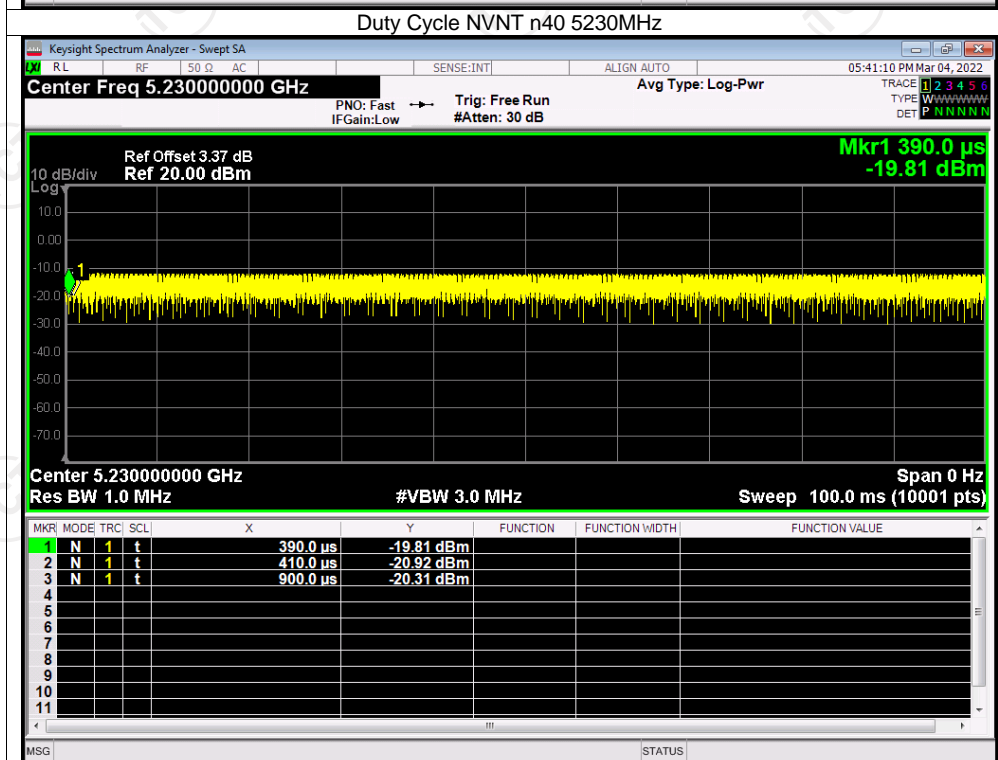 Duty Cycle NVNT n40 5230MHz
Keysight Spectrum Analyzer - Swept SA
LXI RL RF 50 Ω AC SENSE:INT ALIGN AUTO 05:41:10 PM Mar 04, 2022
Center Freq 5.230000000 GHz Avg Type: Log-Pwr TRACE 1 2 3 4 5 6
PNO: Fast Trig: Free Run TYPE WWWWWW
IFGain:Low #Atten: 30 dB DET P N N N N N
Mkr1 390.0 µs
Ref Offset 3.37 dB
10 dB/div Ref 20.00 dBm -19.81 dBm
Log
10.0
0.00
-10.0
1
-20.0
-30.0
-40.0
-50.0
-60.0
-70.0
Center 5.230000000 GHz Span 0 Hz
Res BW 1.0 MHz #VBW 3.0 MHz Sweep 100.0 ms (10001 pts)
MKR MODE TRC SCL X Y FUNCTION FUNCTION WIDTH FUNCTION VALUE
1 N 1 t 390.0 µs -19.81 dBm
2 N 1 t 410.0 µs -20.92 dBm
3 N 1 t 900.0 µs -20.31 dBm
4
5
6
7
8
9
10
11
MSG STATUS